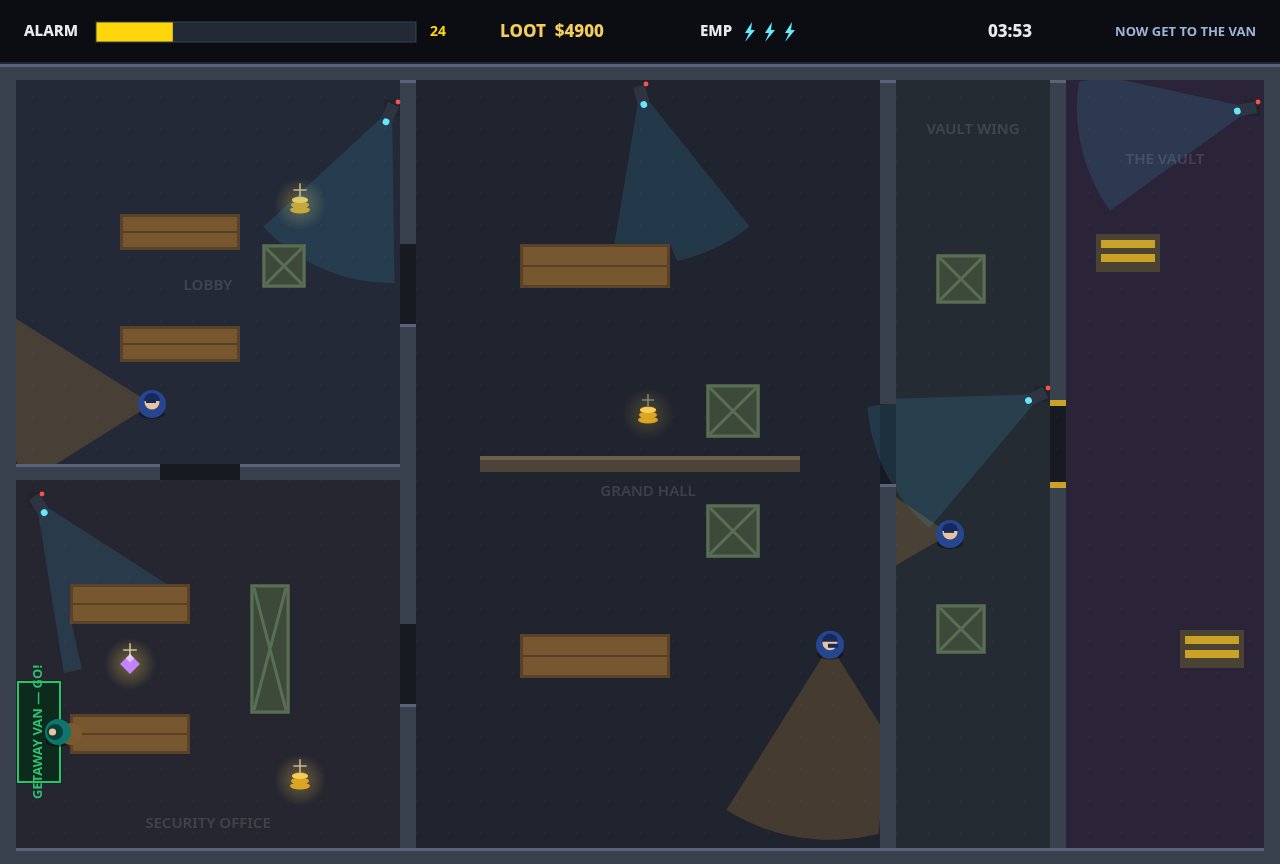 ALARM 24 LOOT $4900 EMP 03:53 NOW GET TO THE VAN
VAULT WING
THE VAULT
LOBBY
GRAND HALL
GETAWAY VAN — GO!
SECURITY OFFICE